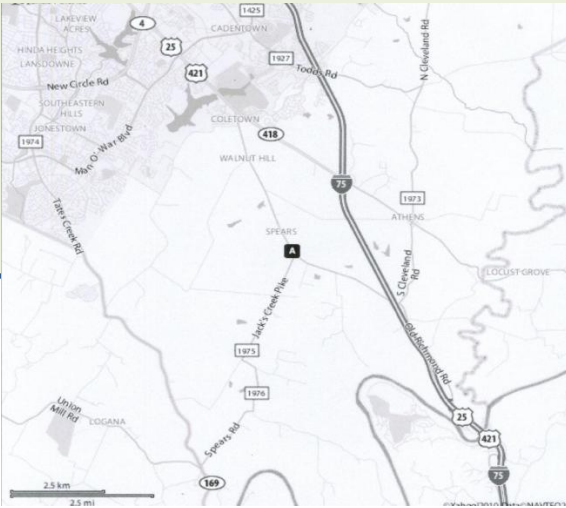 LAKEVIEW
ACRES
4
1425
CADENTOWN
25
HINDA HEIGHTS
LANSDOWNE
421
1927
Todds Rd
N Cleveland Rd
New Circle Rd
SOUTHEASTERN
HILLS
JONESTOWN
COLETOWN
418
1974
Man O' War Blvd
WALNUT HILL
75
1973
Tates Creek Rd
ATHENS
SPEARS
A
LOCUST GROVE
S Cleveland
Rd
Jack's Creek Pike
Old Richmond Rd
1975
1976
Union
Mill Rd
LOGANA
25
Spears Rd
421
75
169
2.5 km
2.5 mi